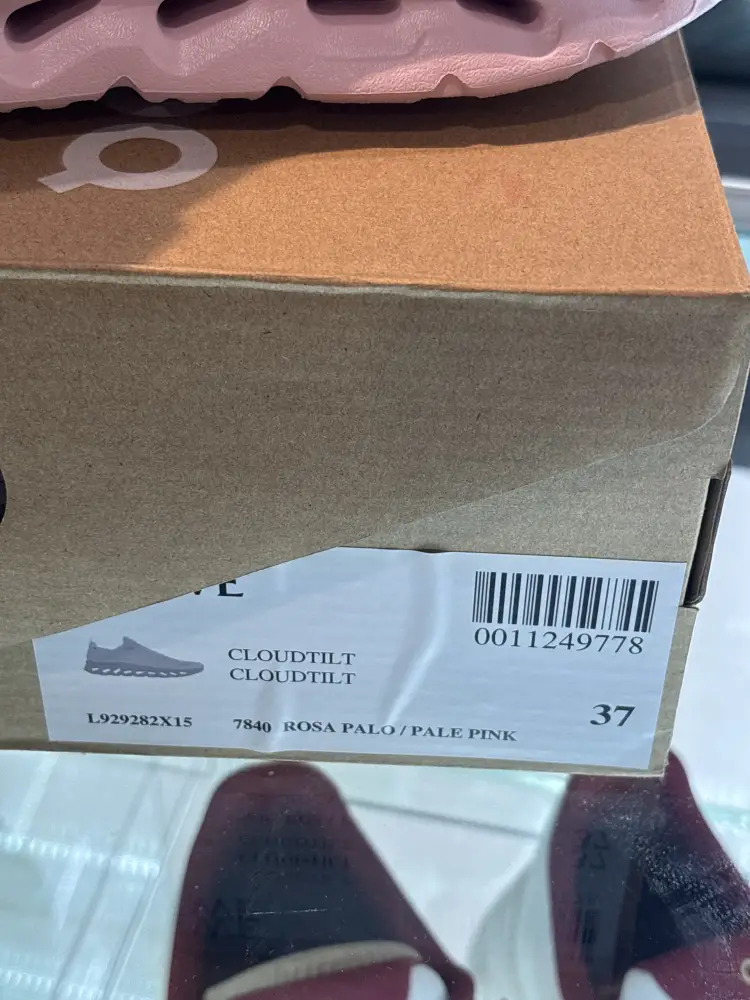 CLOUDTILT
CLOUDTILT
0011249778
L929282X15 7840 ROSA PALO / PALE PINK 37